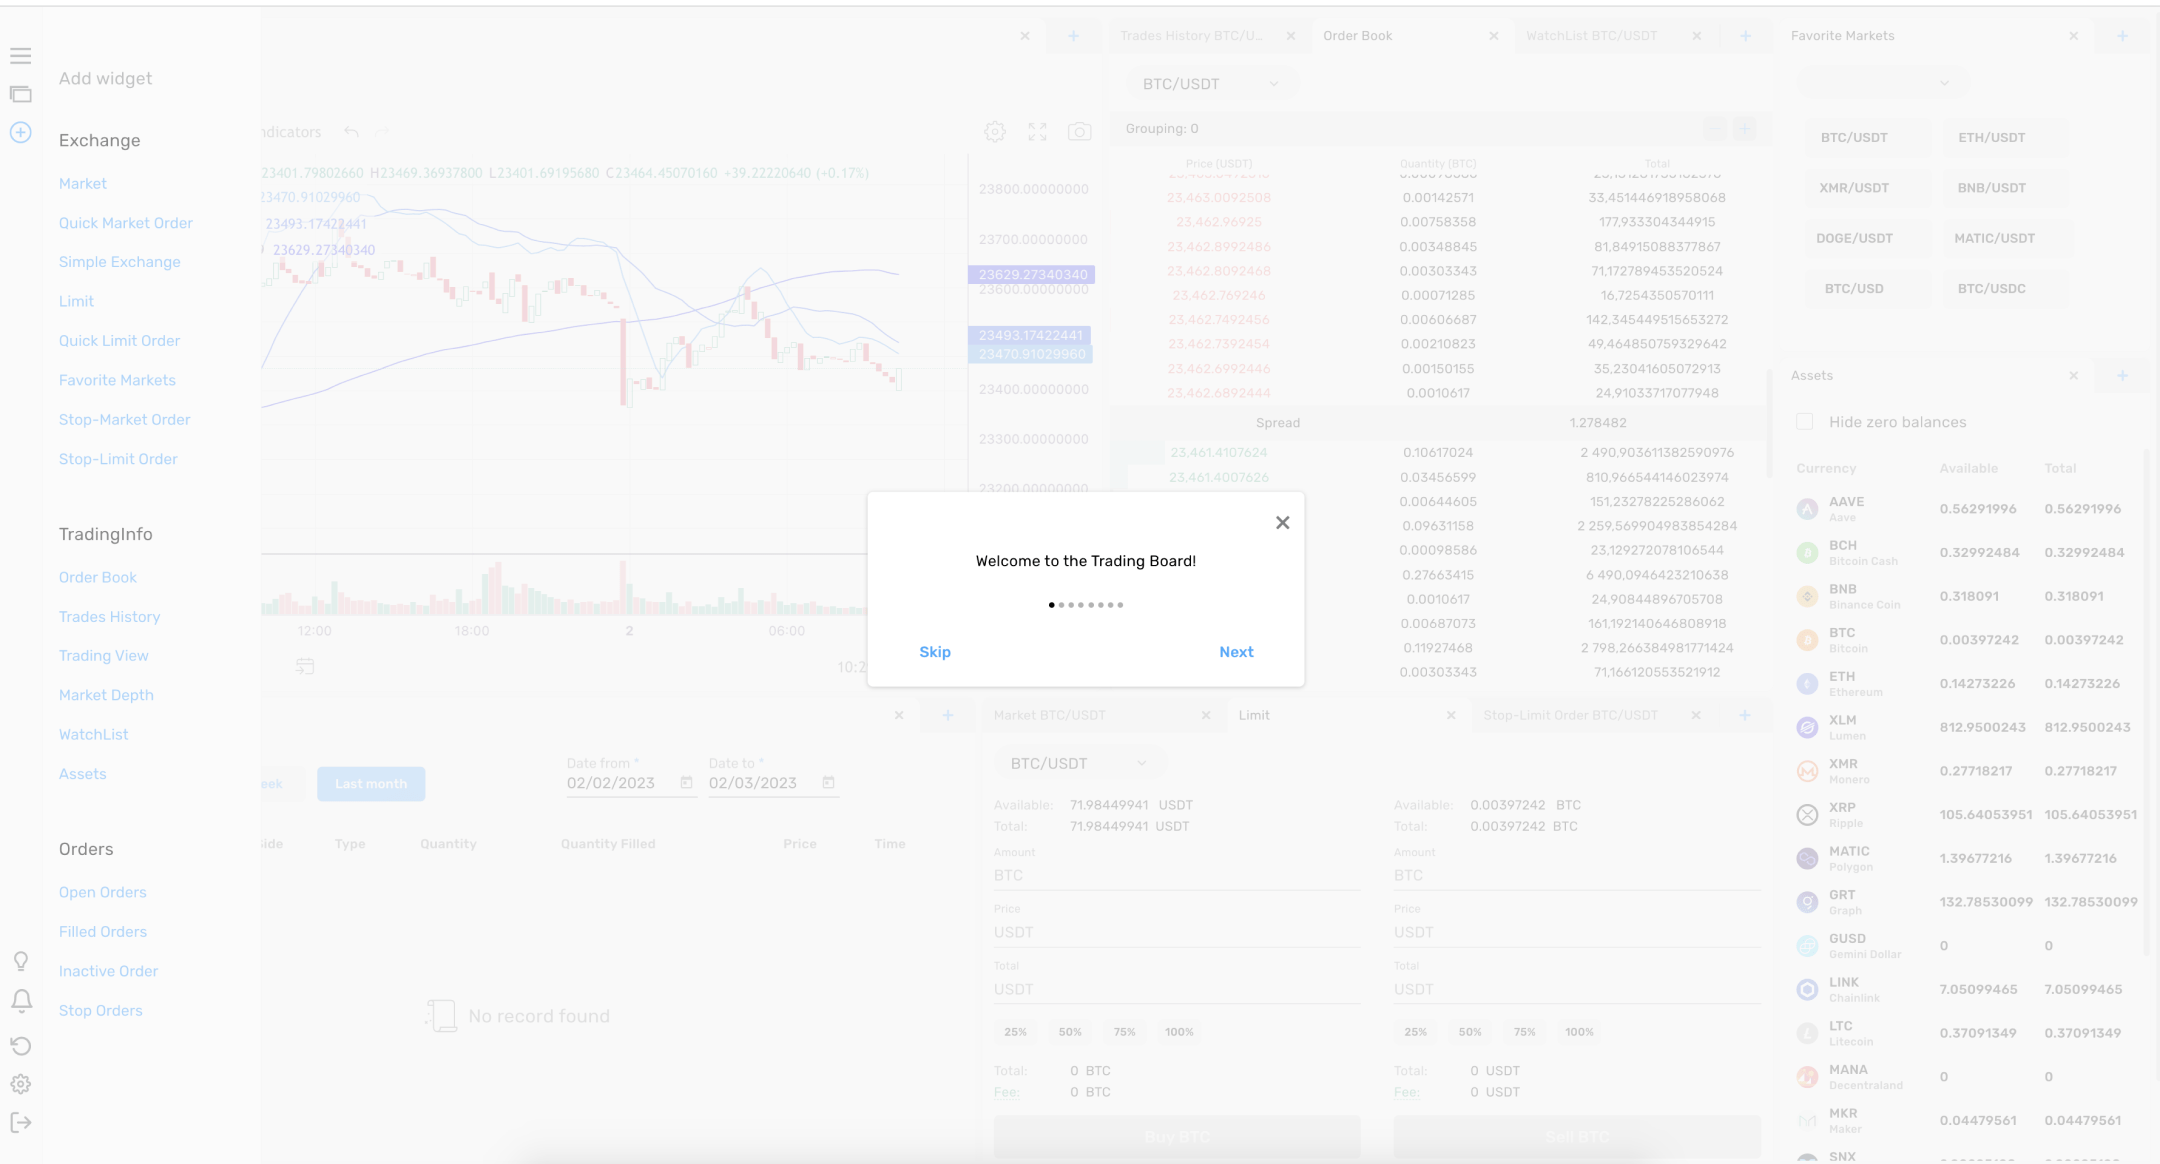 Add widget
Exchange
Market
Quick Market Order
Simple Exchange
Limit
Quick Limit Order
Favorite Markets
Stop-Market Order
Stop-Limit Order
TradingInfo
Order Book
Trades History
Trading View
Market Depth
WatchList
Assets
Orders
Open Orders
Filled Orders
Inactive Order
Stop Orders
ndicators
23401.79802660 H23469.36937800 L23401.69195680 C23464.45070160 +39.22220640 (+0.17%)
23470.91029960
23493.17422441
23629.27340340
23800.00000000
23700.00000000
23629.27340340
23600.00000000
23493.17422441
23470.91029960
23400.00000000
23300.00000000
23200.00000000
12:00 18:00 2 06:00
10:2
Trades History BTC/U... Order Book WatchList BTC/USDT
BTC/USDT
Grouping: 0
Price (USDT) Quantity (BTC) Total
23,463.0092508 0.00142571 33,451446918958068
23,462.96925 0.00758358 177,933304344915
23,462.8992486 0.00348845 81,84915088377867
23,462.8092468 0.00303343 71,172789453520524
23,462.769246 0.00071285 16,7254350570111
23,462.7492456 0.00606687 142,345449515653272
23,462.7392454 0.00210823 49,464850759329642
23,462.6992446 0.00150155 35,23041605072913
23,462.6892444 0.0010617 24,91033717077948
Spread 1.278482
23,461.4107624 0.10617024 2 490,903611382590976
23,461.4007626 0.03456599 810,966544146023974
0.00644605 151,23278225286062
0.09631158 2 259,569904983854284
0.00098586 23,129272078106544
0.27663415 6 490,0946423210638
0.0010617 24,90844896705708
0.00687073 161,192140646808918
0.11927468 2 798,266384981771424
0.00303343 71,166120553521912
Welcome to the Trading Board!
Skip Next
Favorite Markets
BTC/USDT ETH/USDT
XMR/USDT BNB/USDT
DOGE/USDT MATIC/USDT
BTC/USD BTC/USDC
Assets
Hide zero balances
Currency Available Total
AAVE
Aave
0.56291996 0.56291996
BCH
Bitcoin Cash
0.32992484 0.32992484
BNB
Binance Coin
0.318091 0.318091
BTC
Bitcoin
0.00397242 0.00397242
ETH
Ethereum
0.14273226 0.14273226
XLM
Lumen
812.9500243 812.9500243
XMR
Monero
0.27718217 0.27718217
XRP
Ripple
105.64053951 105.64053951
MATIC
Polygon
1.39677216 1.39677216
GRT
Graph
132.78530099 132.78530099
GUSD
Gemini Dollar
0 0
LINK
Chainlink
7.05099465 7.05099465
LTC
Litecoin
0.37091349 0.37091349
MANA
Decentraland
0 0
MKR
Maker
0.04479561 0.04479561
SNX
eek Last month
Date from * Date to *
02/02/2023 02/03/2023
ide Type Quantity Quantity Filled Price Time
No record found
Market BTC/USDT Limit Stop-Limit Order BTC/USDT
BTC/USDT
Available: 71.98449941 USDT
Total: 71.98449941 USDT
Amount
BTC
Price
USDT
Total
USDT
25% 50% 75% 100%
Total: 0 BTC
Fee: 0 BTC
Buy BTC
Available: 0.00397242 BTC
Total: 0.00397242 BTC
Amount
BTC
Price
USDT
Total
USDT
25% 50% 75% 100%
Total: 0 USDT
Fee: 0 USDT
Sell BTC